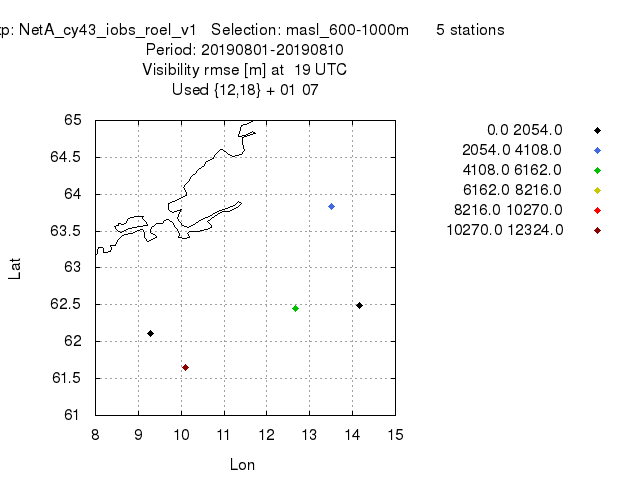 xp: NetA_cy43_iobs_roel_v1 Selection: masl_600-1000m 5 stations
Period: 20190801-20190810
Visibility rmse [m] at 19 UTC
Used {12,18} + 01 07
65
64.5
64
63.5
63
62.5
62
61.5
61
8 9 10 11 12 13 14 15
Lat
Lon
0.0 2054.0
2054.0 4108.0
4108.0 6162.0
6162.0 8216.0
8216.0 10270.0
10270.0 12324.0